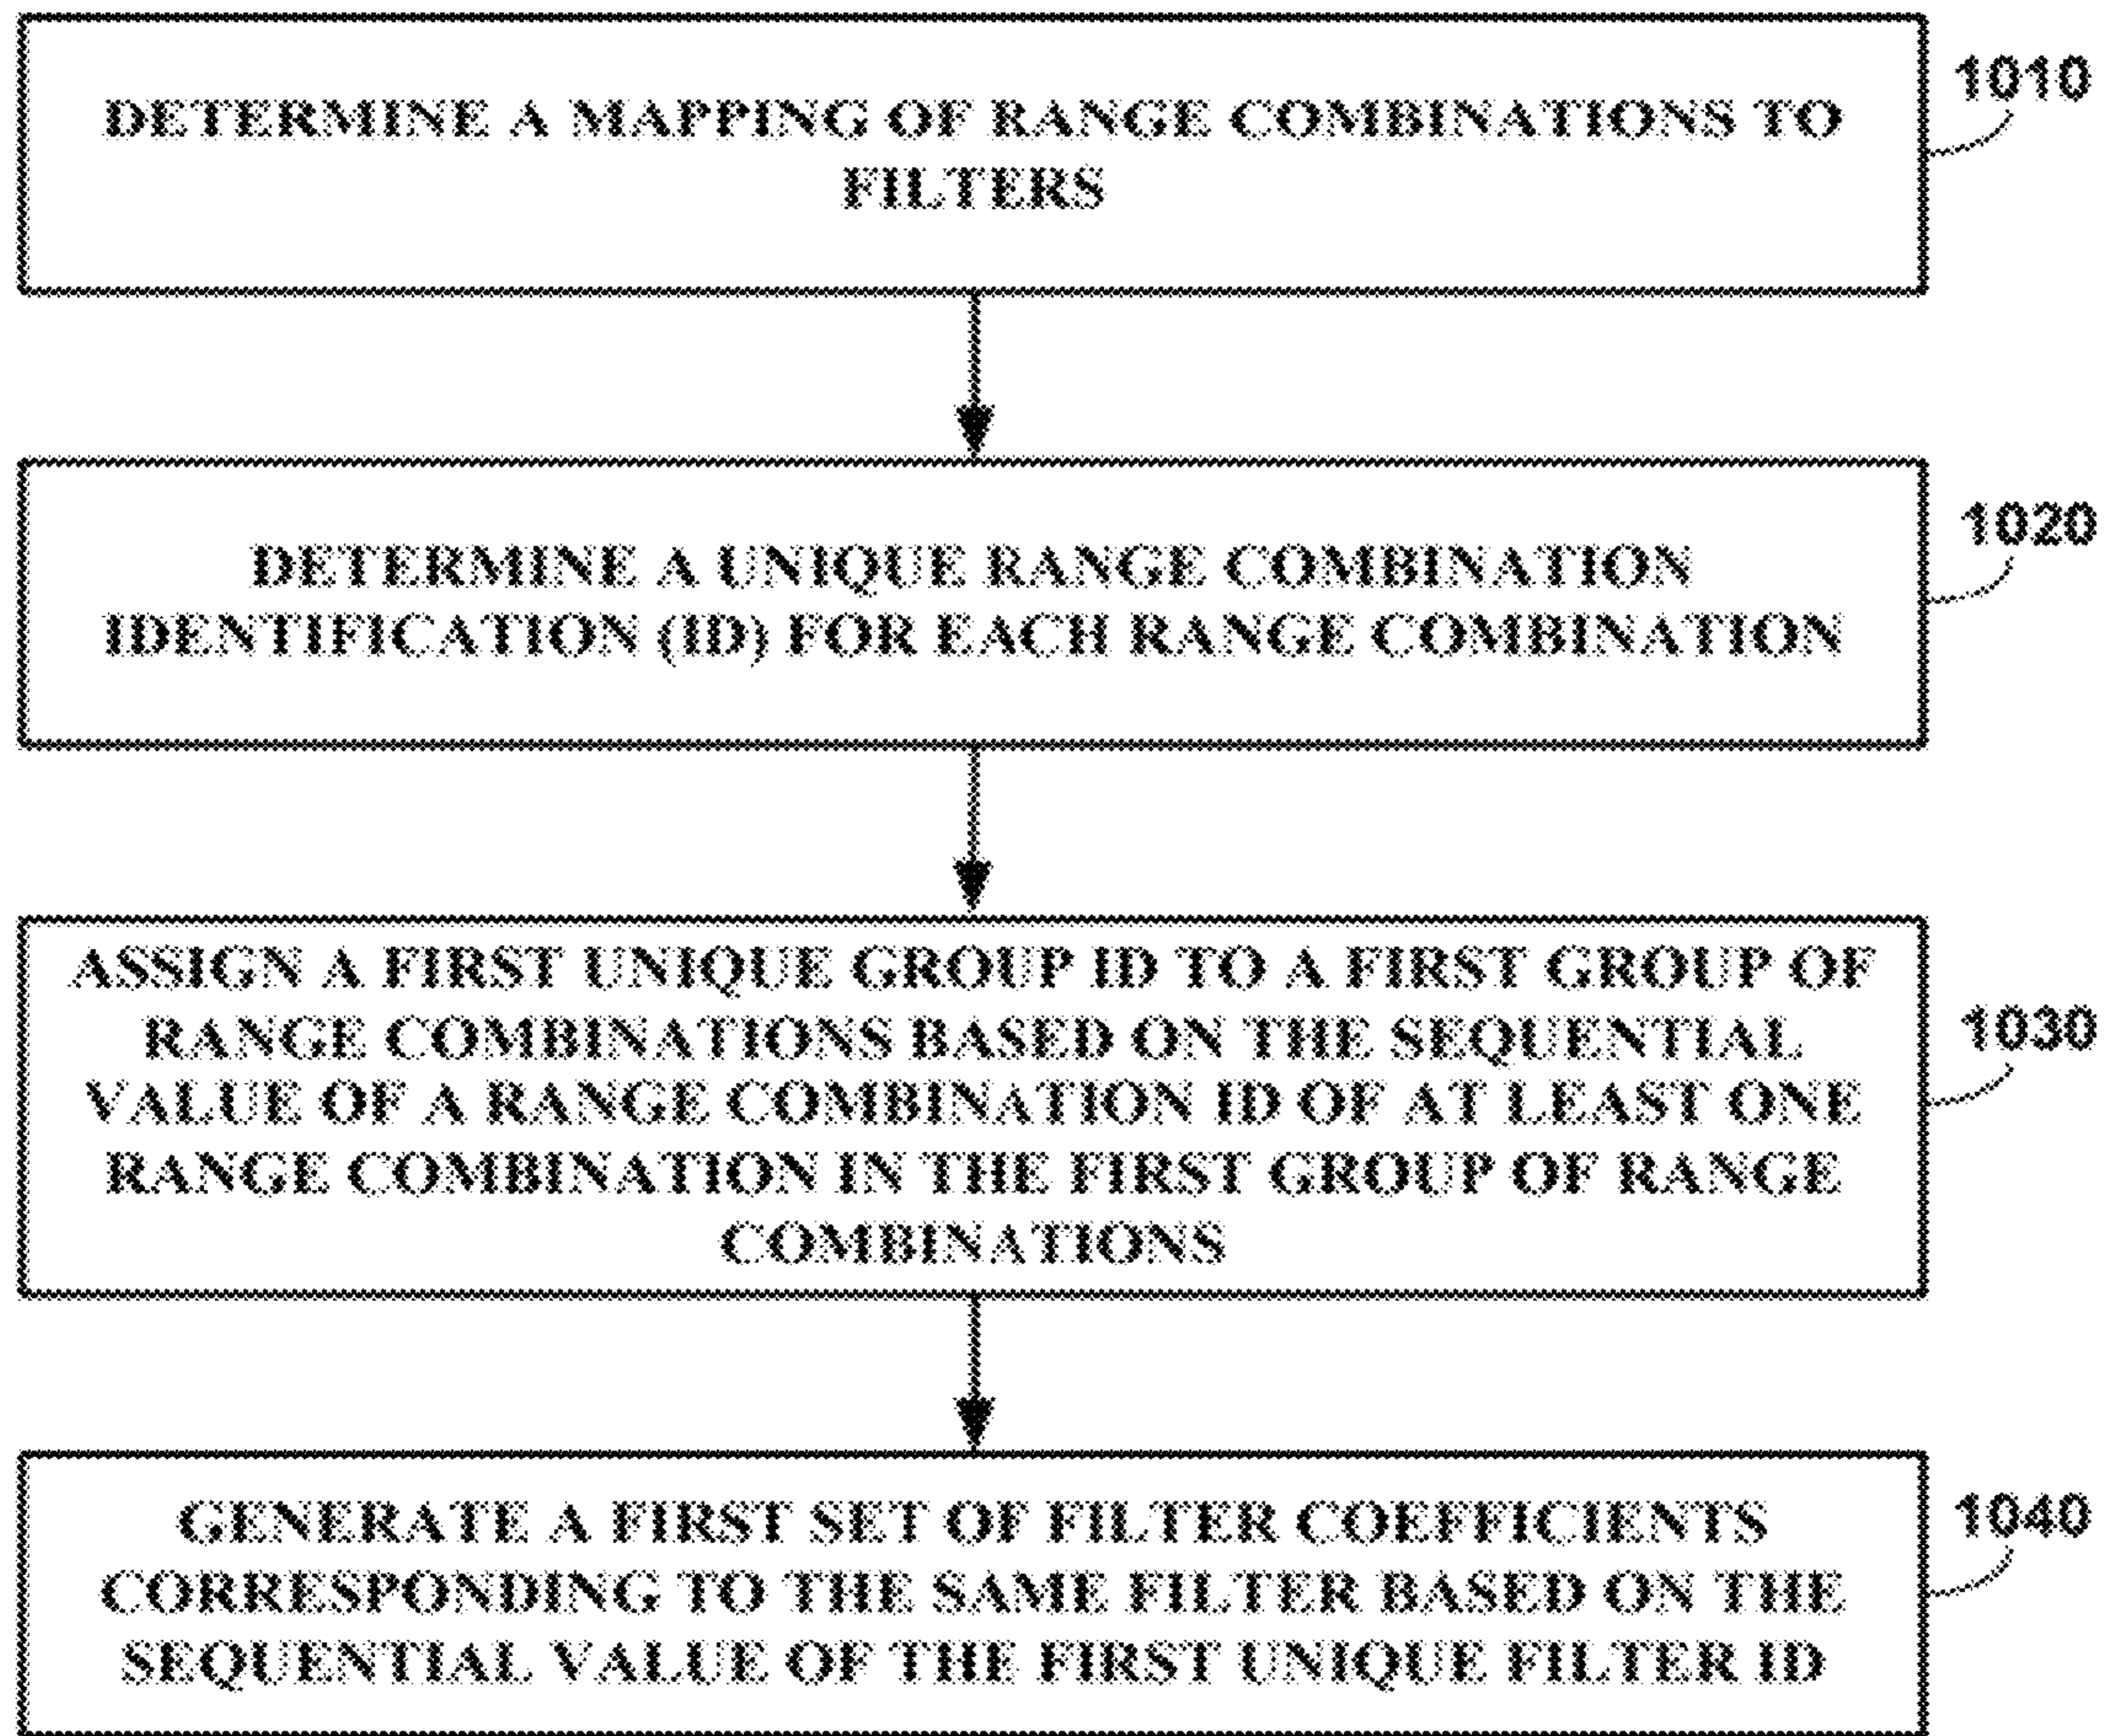 DETERMINE A MAPPING OF RANGE COMBINATIONS TO
FILTERS
1010
DETERMINE A UNIQUE RANGE COMBINATION
IDENTIFICATION (ID) FOR EACH RANGE COMBINATION
1020
ASSIGN A FIRST UNIQUE GROUP ID TO A FIRST GROUP OF
RANGE COMBINATIONS BASED ON THE SEQUENTIAL
VALUE OF A RANGE COMBINATION ID OF AT LEAST ONE
RANGE COMBINATION IN THE FIRST GROUP OF RANGE
COMBINATIONS
1030
GENERATE A FIRST SET OF FILTER COEFFICIENTS
CORRESPONDING TO THE SAME FILTER BASED ON THE
SEQUENTIAL VALUE OF THE FIRST UNIQUE FILTER ID
1040